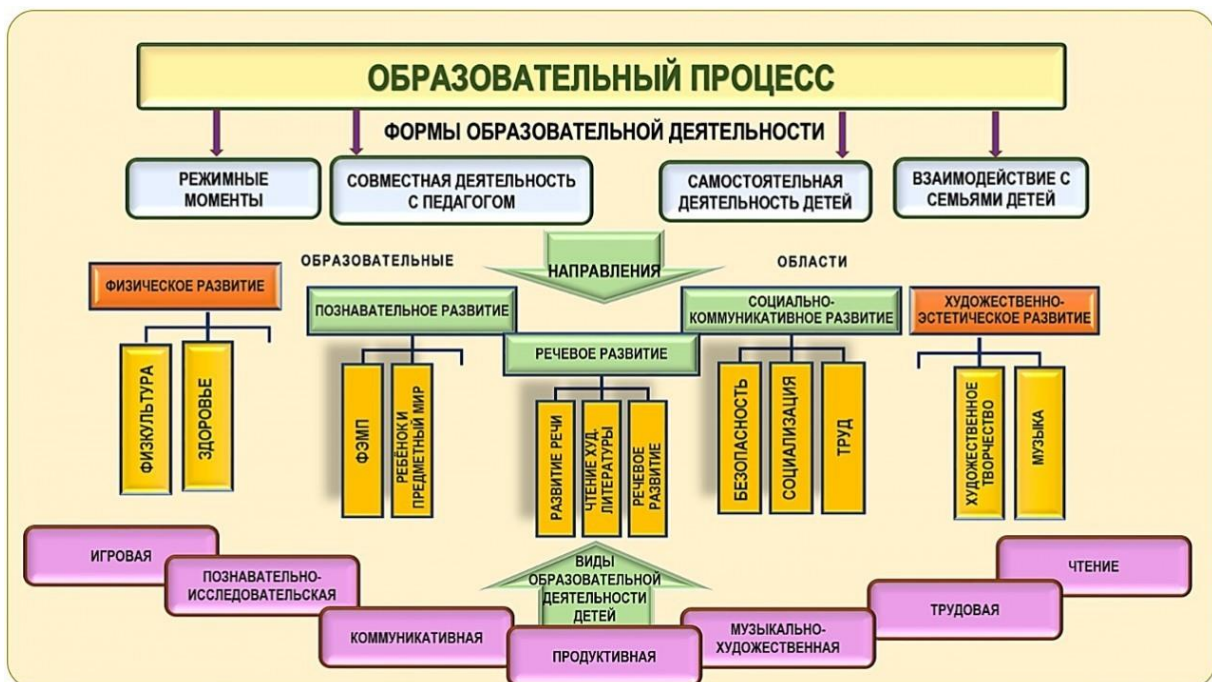 ОБРАЗОВАТЕЛЬНЫЙ ПРОЦЕСС
ФОРМЫ ОБРАЗОВАТЕЛЬНОЙ ДЕЯТЕЛЬНОСТИ
РЕЖИМНЫЕ
МОМЕНТЫ
СОВМЕСТНАЯ ДЕЯТЕЛЬНОСТЬ
С ПЕДАГОГОМ
САМОСТОЯТЕЛЬНАЯ
ДЕЯТЕЛЬНОСТЬ ДЕТЕЙ
ВЗАИМОДЕЙСТВИЕ С
СЕМЬЯМИ ДЕТЕЙ
ОБРАЗОВАТЕЛЬНЫЕ
НАПРАВЛЕНИЯ
ОБЛАСТИ
ФИЗИЧЕСКОЕ РАЗВИТИЕ
ФИЗКУЛЬТУРА
ЗДОРОВЬЕ
ПОЗНАВАТЕЛЬНОЕ РАЗВИТИЕ
ФЭМП
РЕБЁНОК И
ПРЕДМЕТНЫЙ МИР
РЕЧЕВОЕ РАЗВИТИЕ
РАЗВИТИЕ РЕЧИ
ЧТЕНИЕ ХУД.
ЛИТЕРАТУРЫ
РЕЧЕВОЕ
РАЗВИТИЕ
СОЦИАЛЬНО-
КОММУНИКАТИВНОЕ РАЗВИТИЕ
БЕЗОПАСНОСТЬ
СОЦИАЛИЗАЦИЯ
ТРУД
ХУДОЖЕСТВЕННО-
ЭСТЕТИЧЕСКОЕ РАЗВИТИЕ
ХУДОЖЕСТВЕННОЕ
ТВОРЧЕСТВО
МУЗЫКА
ВИДЫ
ОБРАЗОВАТЕЛЬНОЙ
ДЕЯТЕЛЬНОСТИ
ДЕТЕЙ
ИГРОВАЯ
ПОЗНАВАТЕЛЬНО-
ИССЛЕДОВАТЕЛЬСКАЯ
КОММУНИКАТИВНАЯ
ПРОДУКТИВНАЯ
МУЗЫКАЛЬНО-
ХУДОЖЕСТВЕННАЯ
ТРУДОВАЯ
ЧТЕНИЕ